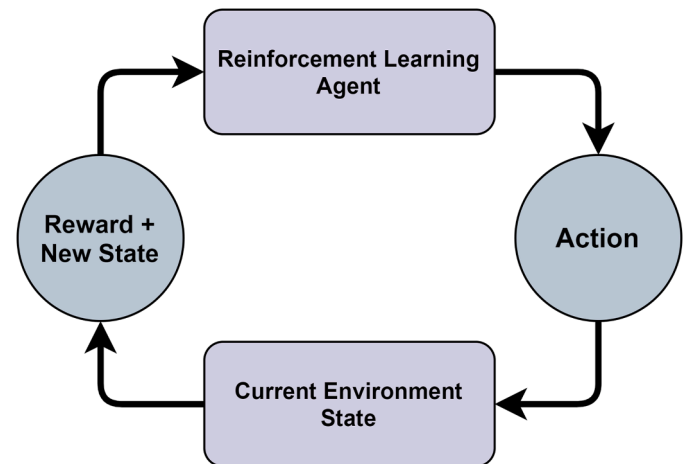 Reinforcement Learning
Agent
Reward +
New State
Action
Current Environment
State